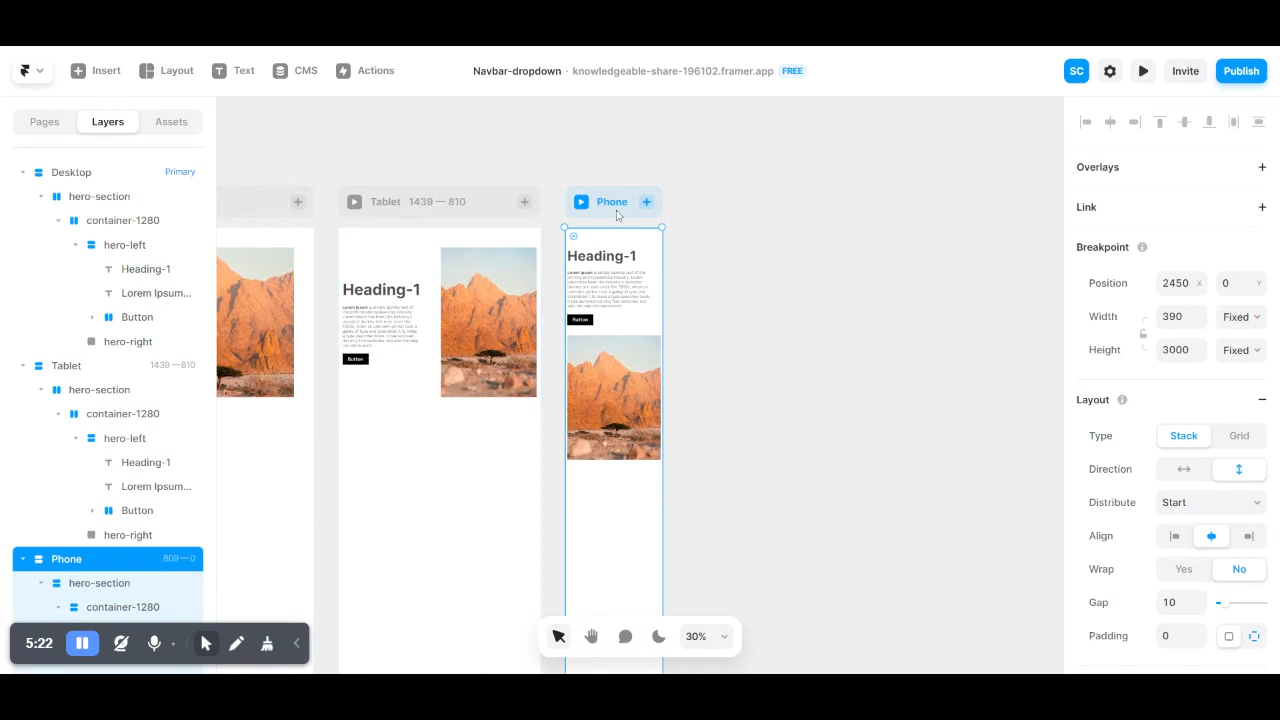 Insert Layout Text CMS Actions
Navbar-dropdown · knowledgeable-share-196102.framer.app FREE
SC Invite Publish
Pages Layers Assets
Desktop Primary
hero-section
container-1280
hero-left
Heading-1
Lorem Ipsum...
Button
hero-right
Tablet 1439—810
hero-section
container-1280
hero-left
Heading-1
Lorem Ipsum...
Button
hero-right
Phone 809—0
hero-section
container-1280
5:22
Tablet 1439 — 810
Heading-1
Button
Phone
Heading-1
Button
30%
Overlays
Link
Breakpoint
Position 2450 X 0 Y
Width 390 Fixed
Height 3000 Fixed
Layout
Type Stack Grid
Direction
Distribute Start
Align
Wrap Yes No
Gap 10
Padding 0